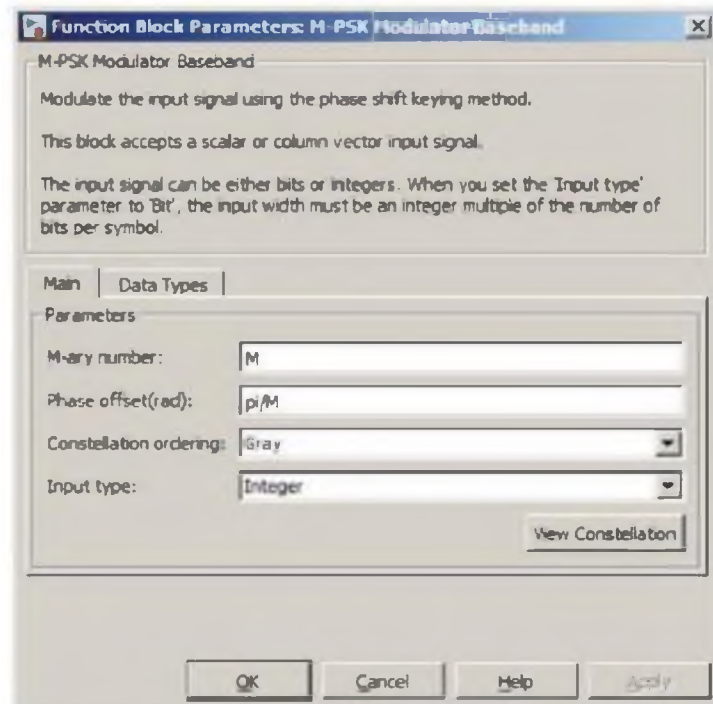 Function Block Parameters: M-PSK Modulator Baseband
M-PSK Modulator Baseband
Modulate the input signal using the phase shift keying method.
This block accepts a scalar or column vector input signal.
The input signal can be either bits or integers. When you set the 'Input type'
parameter to 'Bit', the input width must be an integer multiple of the number of
bits per symbol.
Main
Data Types
Parameters
M-ary number:
M
Phase offset(rad):
pi/M
Constellation ordering:
Gray
Input type:
Integer
View Constellation
OK
Cancel
Help
Apply